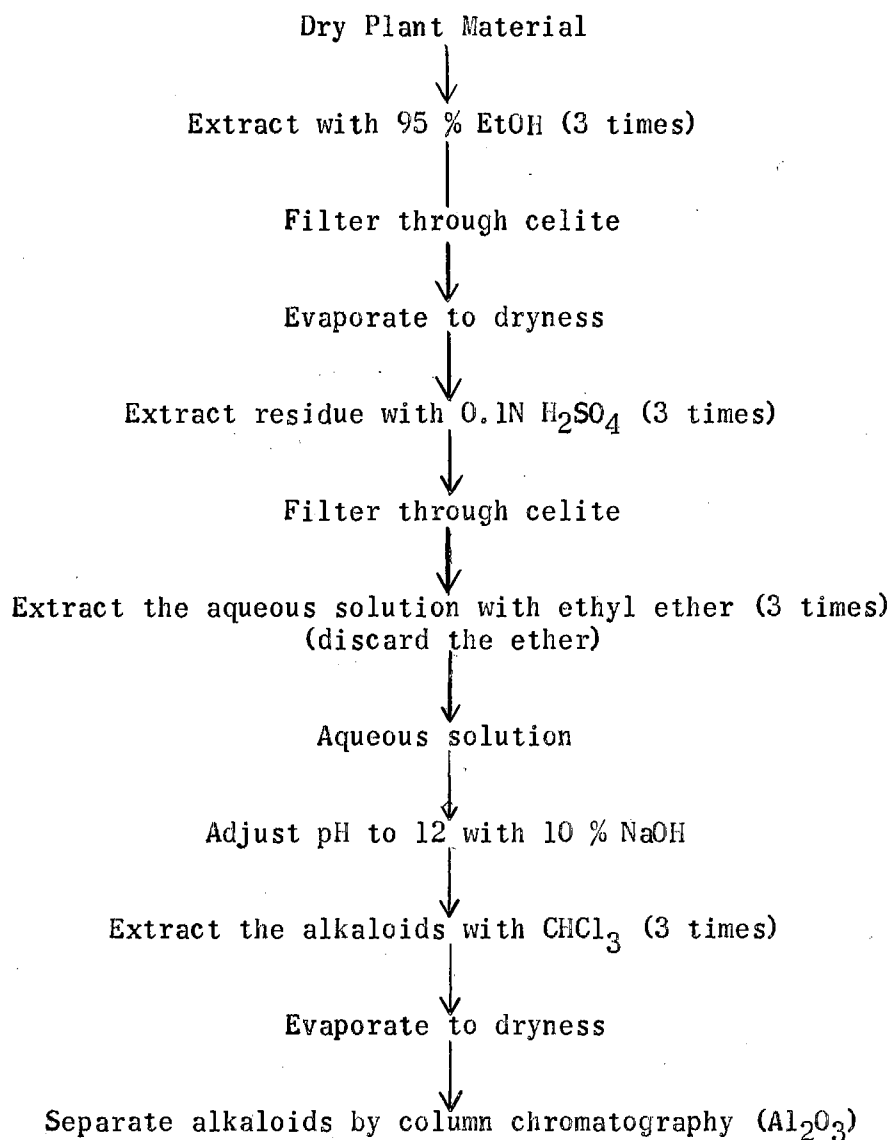 Dry Plant Material
Extract with 95 % EtOH (3 times)
Filter through celite
Evaporate to dryness
Extract residue with 0.1N H₂SO₄ (3 times)
Filter through celite
Extract the aqueous solution with ethyl ether (3 times)
(discard the ether)
Aqueous solution
Adjust pH to 12 with 10 % NaOH
Extract the alkaloids with CHCl₃ (3 times)
Evaporate to dryness
Separate alkaloids by column chromatography (Al₂O₃)